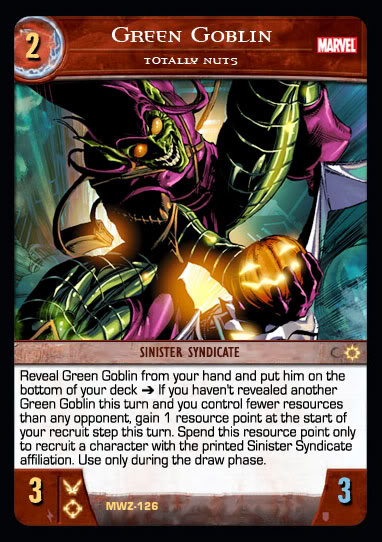 2
GREEN GOBLIN
TOTALLY NUTS
MARVEL
SINISTER SYNDICATE
C
Reveal Green Goblin from your hand and put him on the
bottom of your deck ➔ If you haven't revealed another
Green Goblin this turn and you control fewer resources
than any opponent, gain 1 resource point at the start of
your recruit step this turn. Spend this resource point only
to recruit a character with the printed Sinister Syndicate
affiliation. Use only during the draw phase.
3
MWZ-126
3